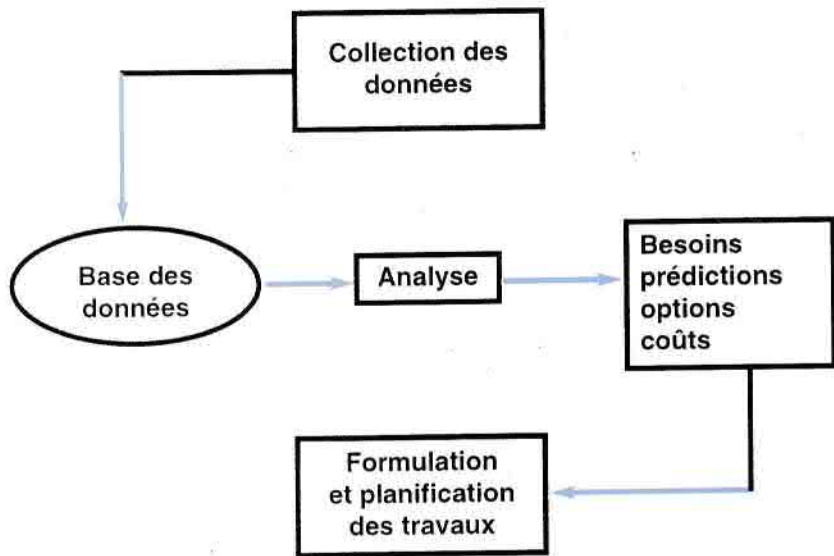 Collection des
données
Base des
données
Analyse
Besoins
prédictions
options
coûts
Formulation
et planification
des travaux